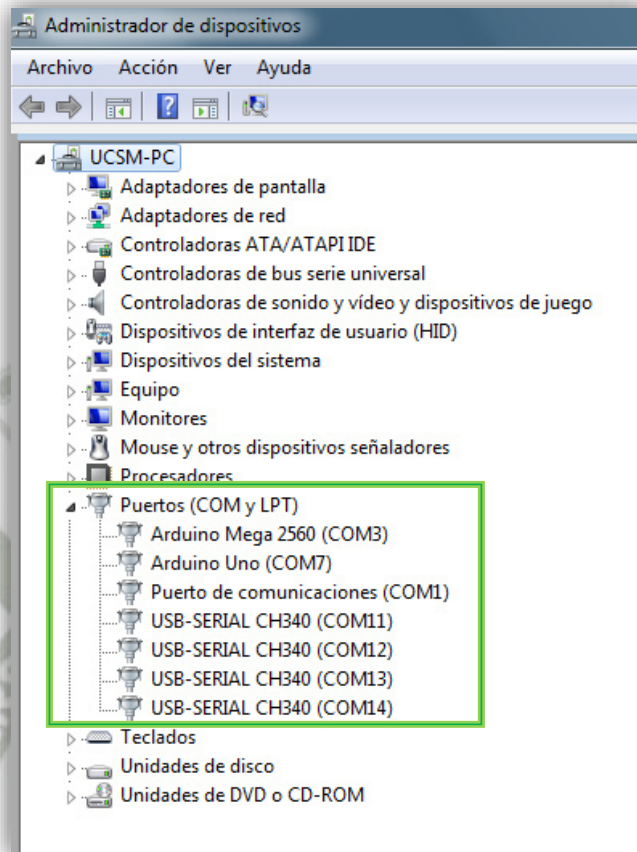 Administrador de dispositivos
Archivo Acción Ver Ayuda
UCSM-PC
Adaptadores de pantalla
Adaptadores de red
Controladoras ATA/ATAPI IDE
Controladoras de bus serie universal
Controladoras de sonido y vídeo y dispositivos de juego
Dispositivos de interfaz de usuario (HID)
Dispositivos del sistema
Equipo
Monitores
Mouse y otros dispositivos señaladores
Procesadores
Puertos (COM y LPT)
Arduino Mega 2560 (COM3)
Arduino Uno (COM7)
Puerto de comunicaciones (COM1)
USB-SERIAL CH340 (COM11)
USB-SERIAL CH340 (COM12)
USB-SERIAL CH340 (COM13)
USB-SERIAL CH340 (COM14)
Teclados
Unidades de disco
Unidades de DVD o CD-ROM